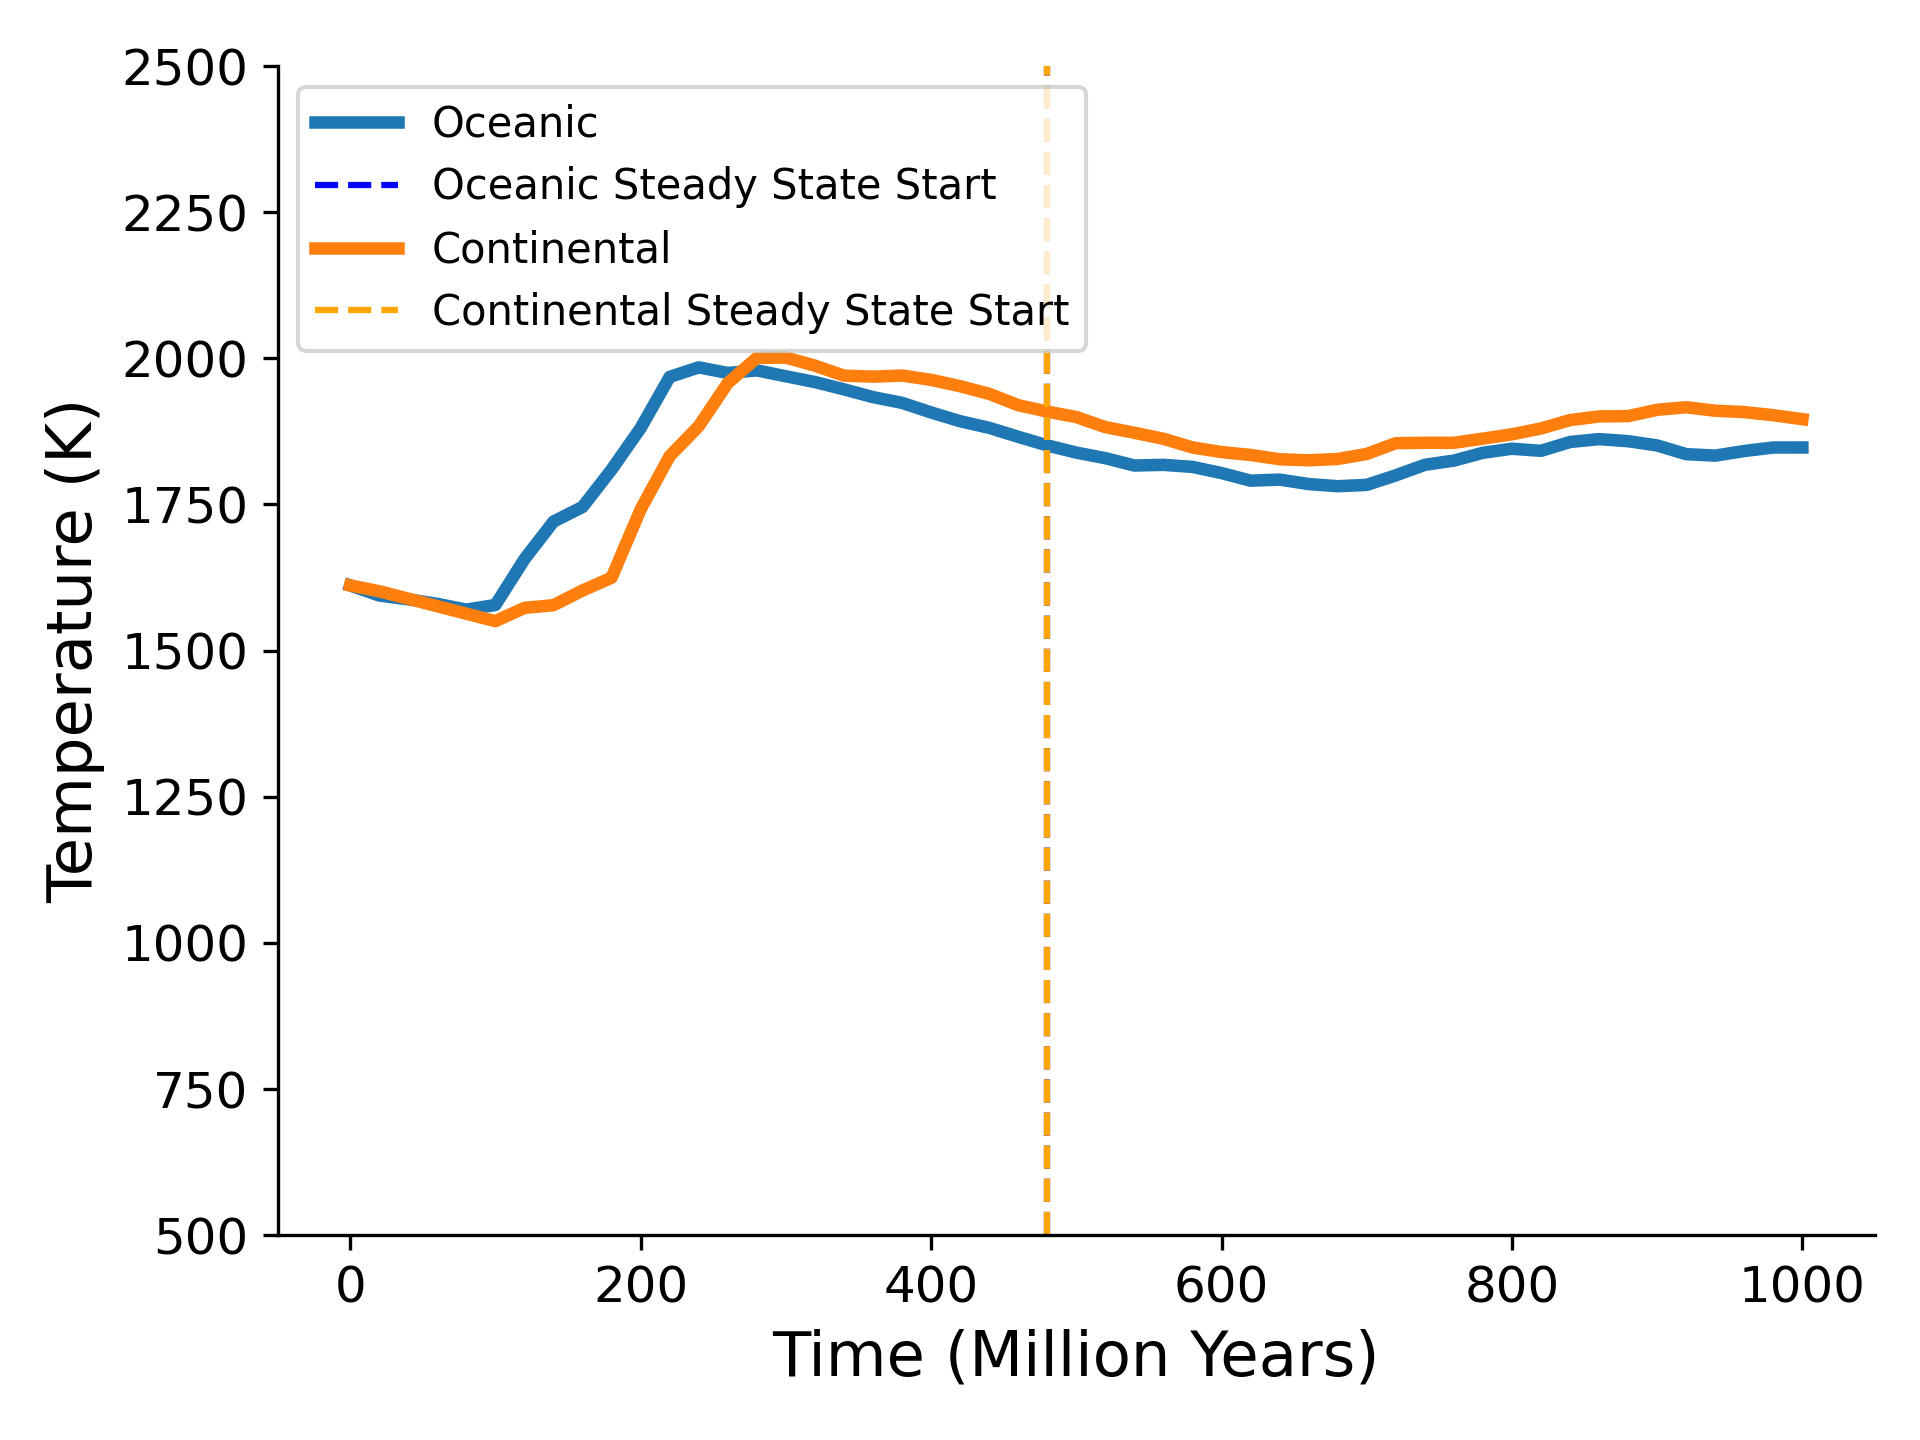 2500
2250
2000
1750
1500
1250
1000
750
500
Temperature (K)
Oceanic
Oceanic Steady State Start
Continental
Continental Steady State Start
0 200 400 600 800 1000
Time (Million Years)